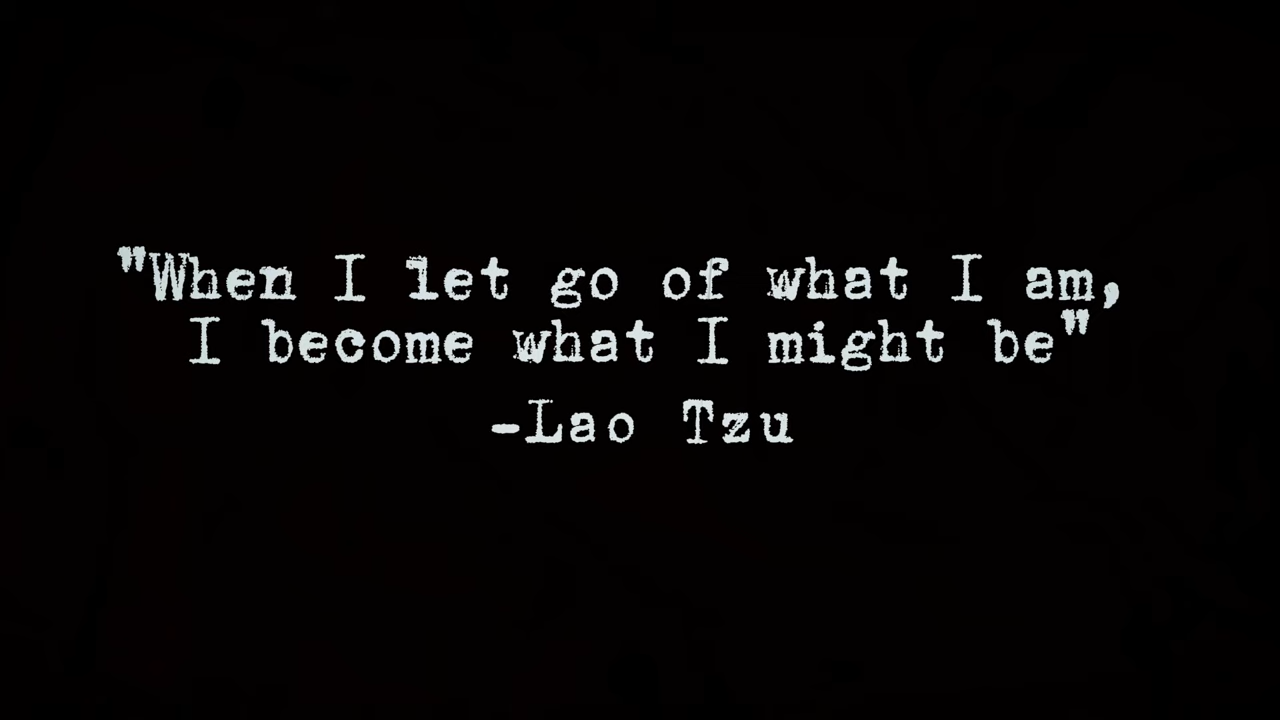 "When I let go of what I am,
I become what I might be"
-Lao Tzu